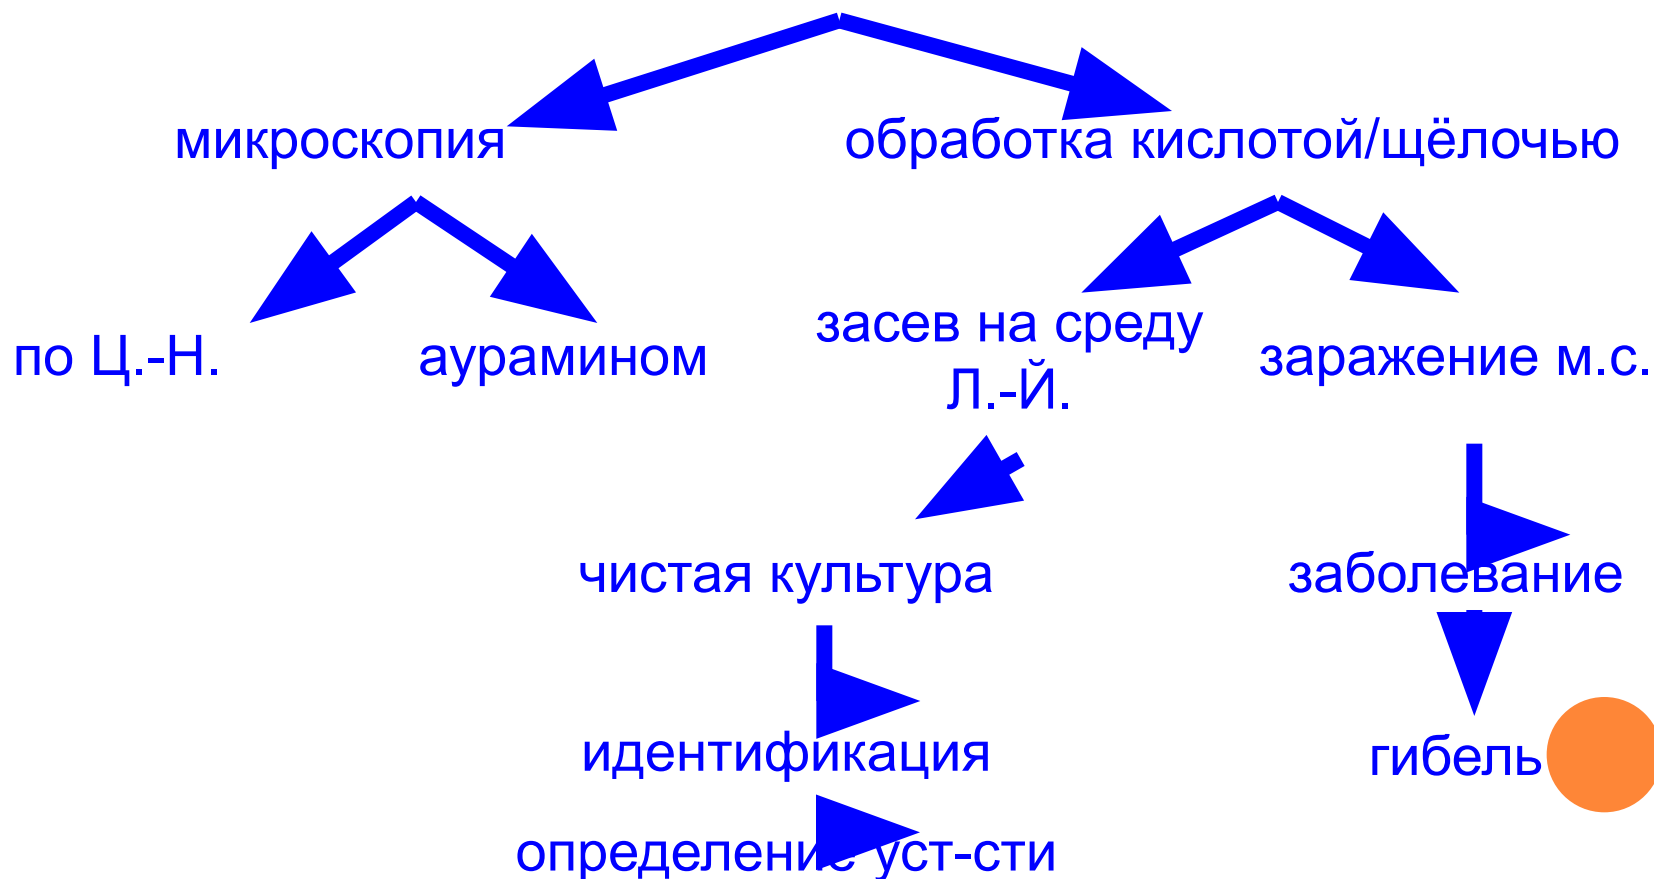 микроскопия
обработка кислотой/щёлочью
по Ц.-Н.
аурамином
засев на среду
Л.-Й.
заражение м.с.
чистая культура
заболевание
идентификация
гибель
определение уст-сти